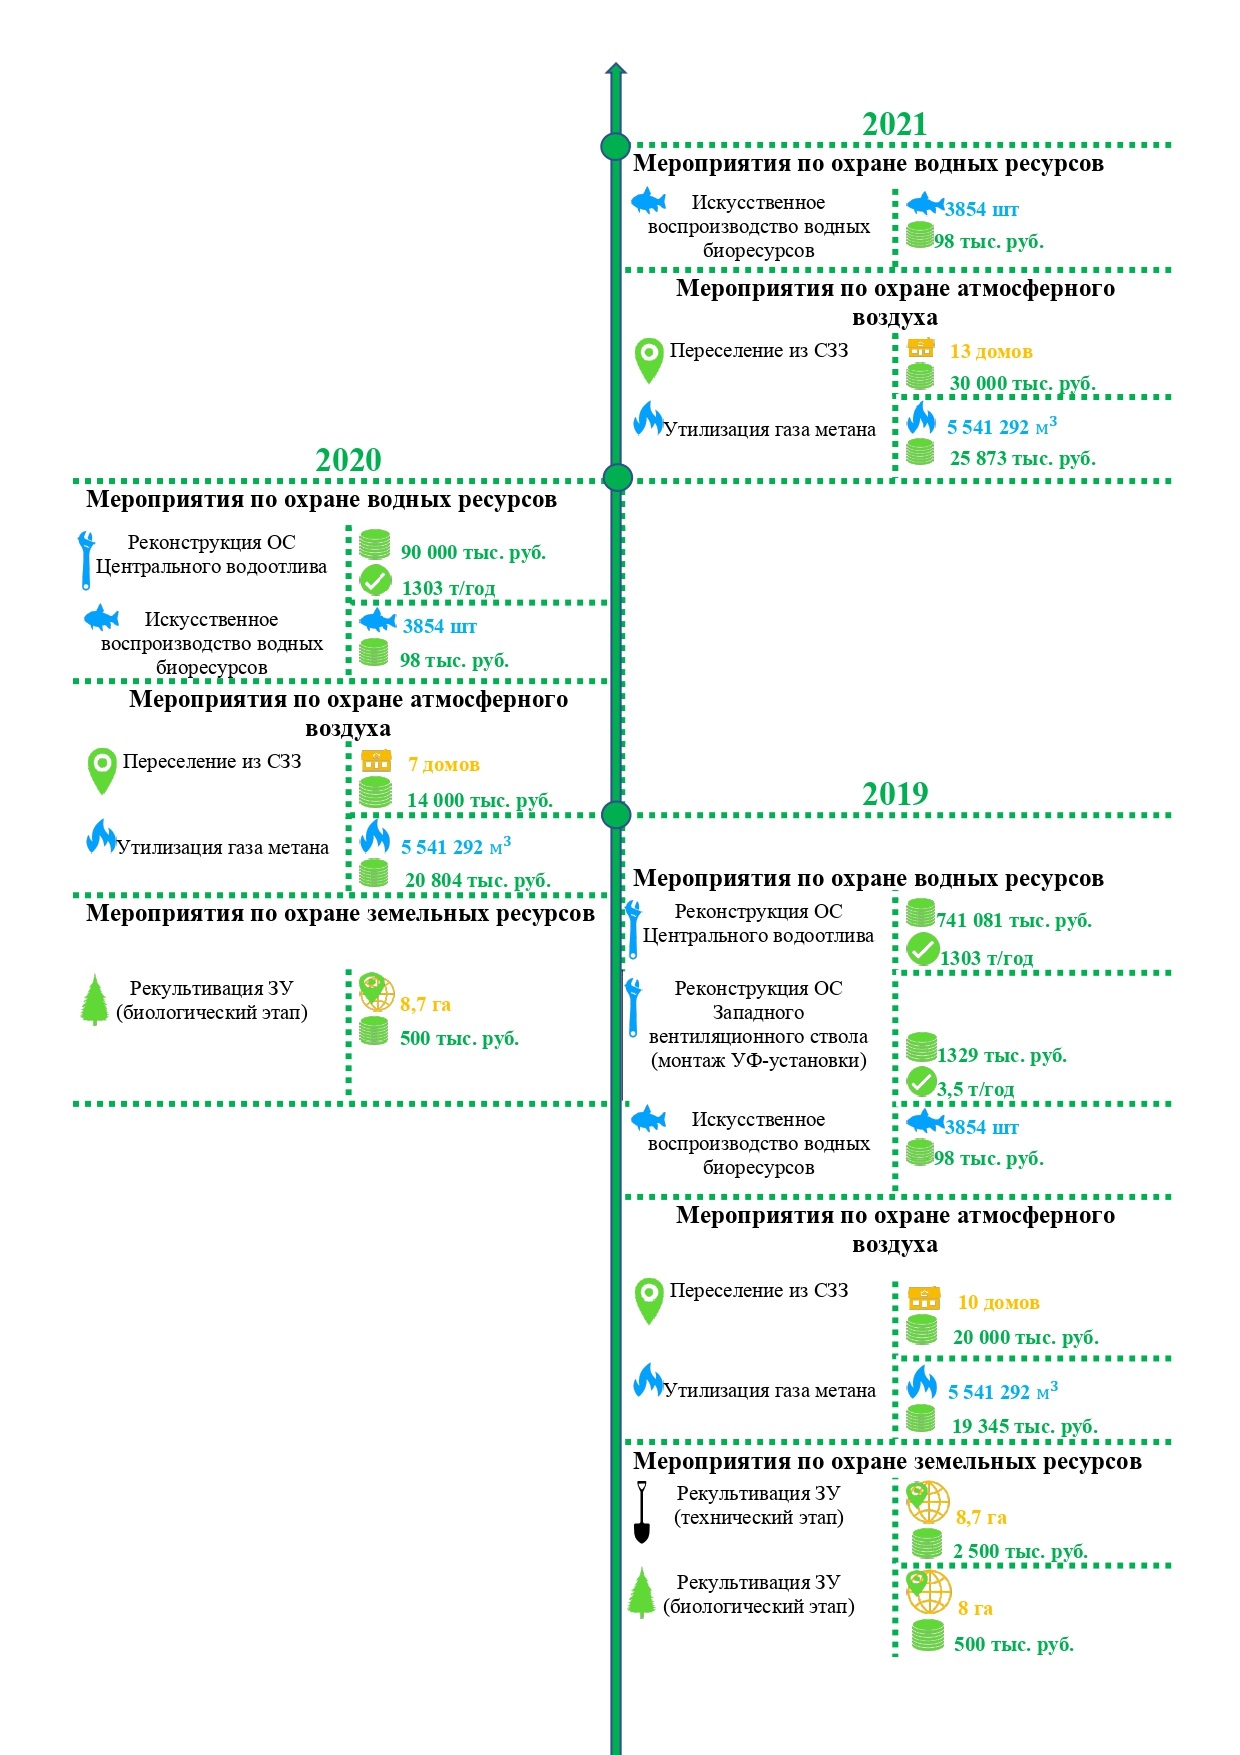 2021
Мероприятия по охране водных ресурсов
Искусственное
воспроизводство водных
биоресурсов
3854 шт
98 тыс. руб.
Мероприятия по охране атмосферного
воздуха
Переселение из СЗЗ
13 домов
30 000 тыс. руб.
Утилизация газа метана
5 541 292 м³
25 873 тыс. руб.
2020
Мероприятия по охране водных ресурсов
Реконструкция ОС
Центрального водоотлива
90 000 тыс. руб.
1303 т/год
Искусственное
воспроизводство водных
биоресурсов
3854 шт
98 тыс. руб.
Мероприятия по охране атмосферного
воздуха
Переселение из СЗЗ
7 домов
14 000 тыс. руб.
Утилизация газа метана
5 541 292 м³
20 804 тыс. руб.
Мероприятия по охране земельных ресурсов
Рекультивация ЗУ
(биологический этап)
8,7 га
500 тыс. руб.
2019
Мероприятия по охране водных ресурсов
Реконструкция ОС
Центрального водоотлива
741 081 тыс. руб.
1303 т/год
Реконструкция ОС
Западного
вентиляционного ствола
(монтаж УФ-установки)
1329 тыс. руб.
3,5 т/год
Искусственное
воспроизводство водных
биоресурсов
3854 шт
98 тыс. руб.
Мероприятия по охране атмосферного
воздуха
Переселение из СЗЗ
10 домов
20 000 тыс. руб.
Утилизация газа метана
5 541 292 м³
19 345 тыс. руб.
Мероприятия по охране земельных ресурсов
Рекультивация ЗУ
(технический этап)
8,7 га
2 500 тыс. руб.
Рекультивация ЗУ
(биологический этап)
8 га
500 тыс. руб.